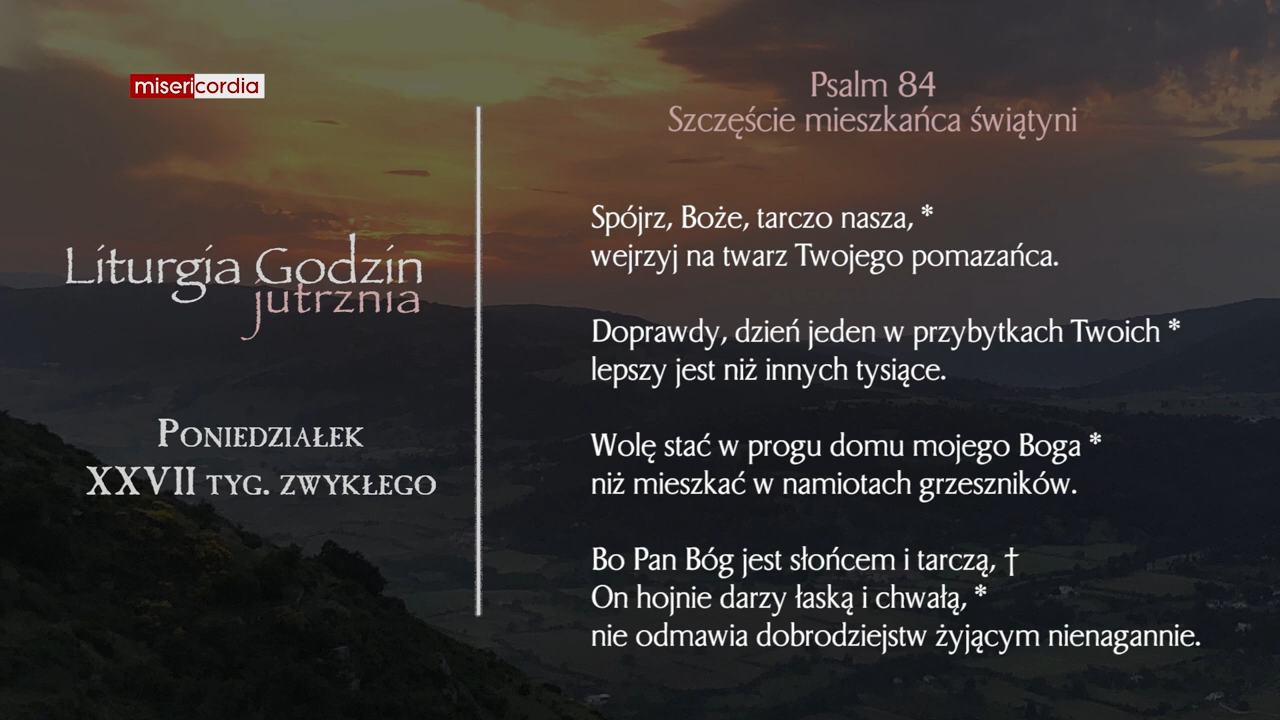 misericordia
Liturgia Godzin
jutrznia
Poniedziałek
XXVII tyg. zwykłego
Psalm 84
Szczęście mieszkańca świątyni
Spójrz, Boże, tarczo nasza, *
wejrzyj na twarz Twojego pomazańca.
Doprawdy, dzień jeden w przybytkach Twoich *
lepszy jest niż innych tysiące.
Wolę stać w progu domu mojego Boga *
niż mieszkać w namiotach grzeszników.
Bo Pan Bóg jest słońcem i tarczą, †
On hojnie darzy łaską i chwałą, *
nie odmawia dobrodziejstw żyjącym nienagannie.